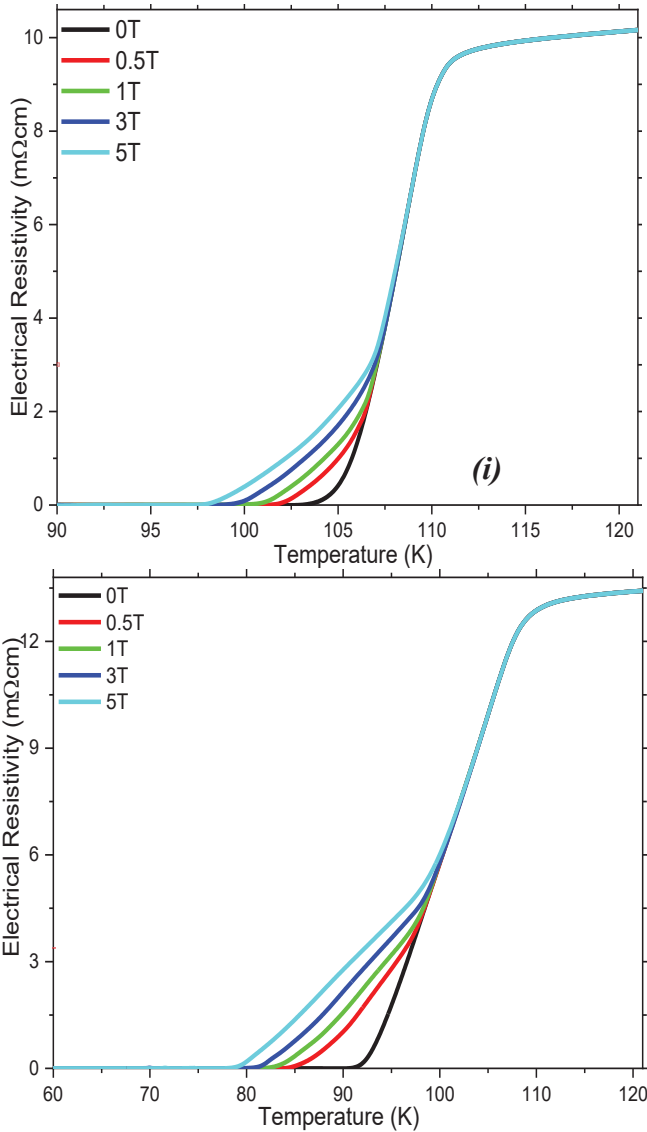 0T
0.5T
1T
3T
5T
Electrical Resistivity (mΩcm)
10
8
6
4
2
0
(i)
90 95 100 105 110 115 120
Temperature (K)
0T
0.5T
1T
3T
5T
Electrical Resistivity (mΩcm)
12
9
6
3
0
60 70 80 90 100 110 120
Temperature (K)